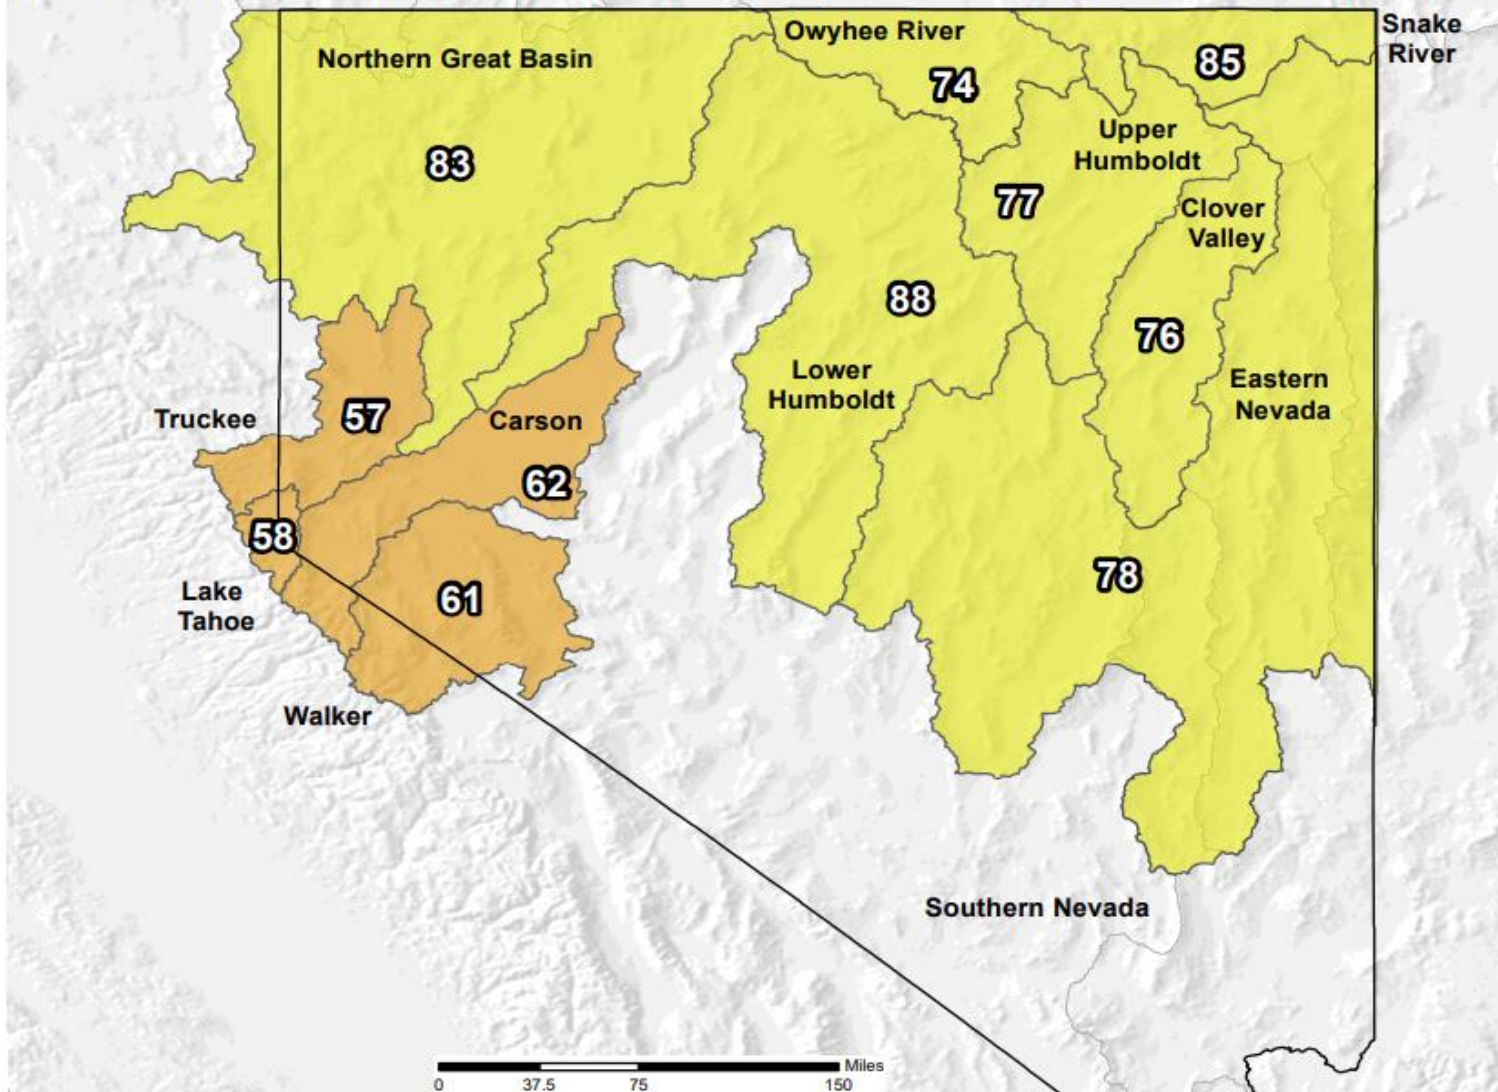 Owyhee River
Snake
River
Northern Great Basin
85
74
Upper
Humboldt
83
77
Clover
Valley
88
76
Lower
Humboldt
Eastern
Nevada
Truckee
57
Carson
62
58
78
Lake
Tahoe
61
Walker
Southern Nevada
Miles
0 37.5 75 150